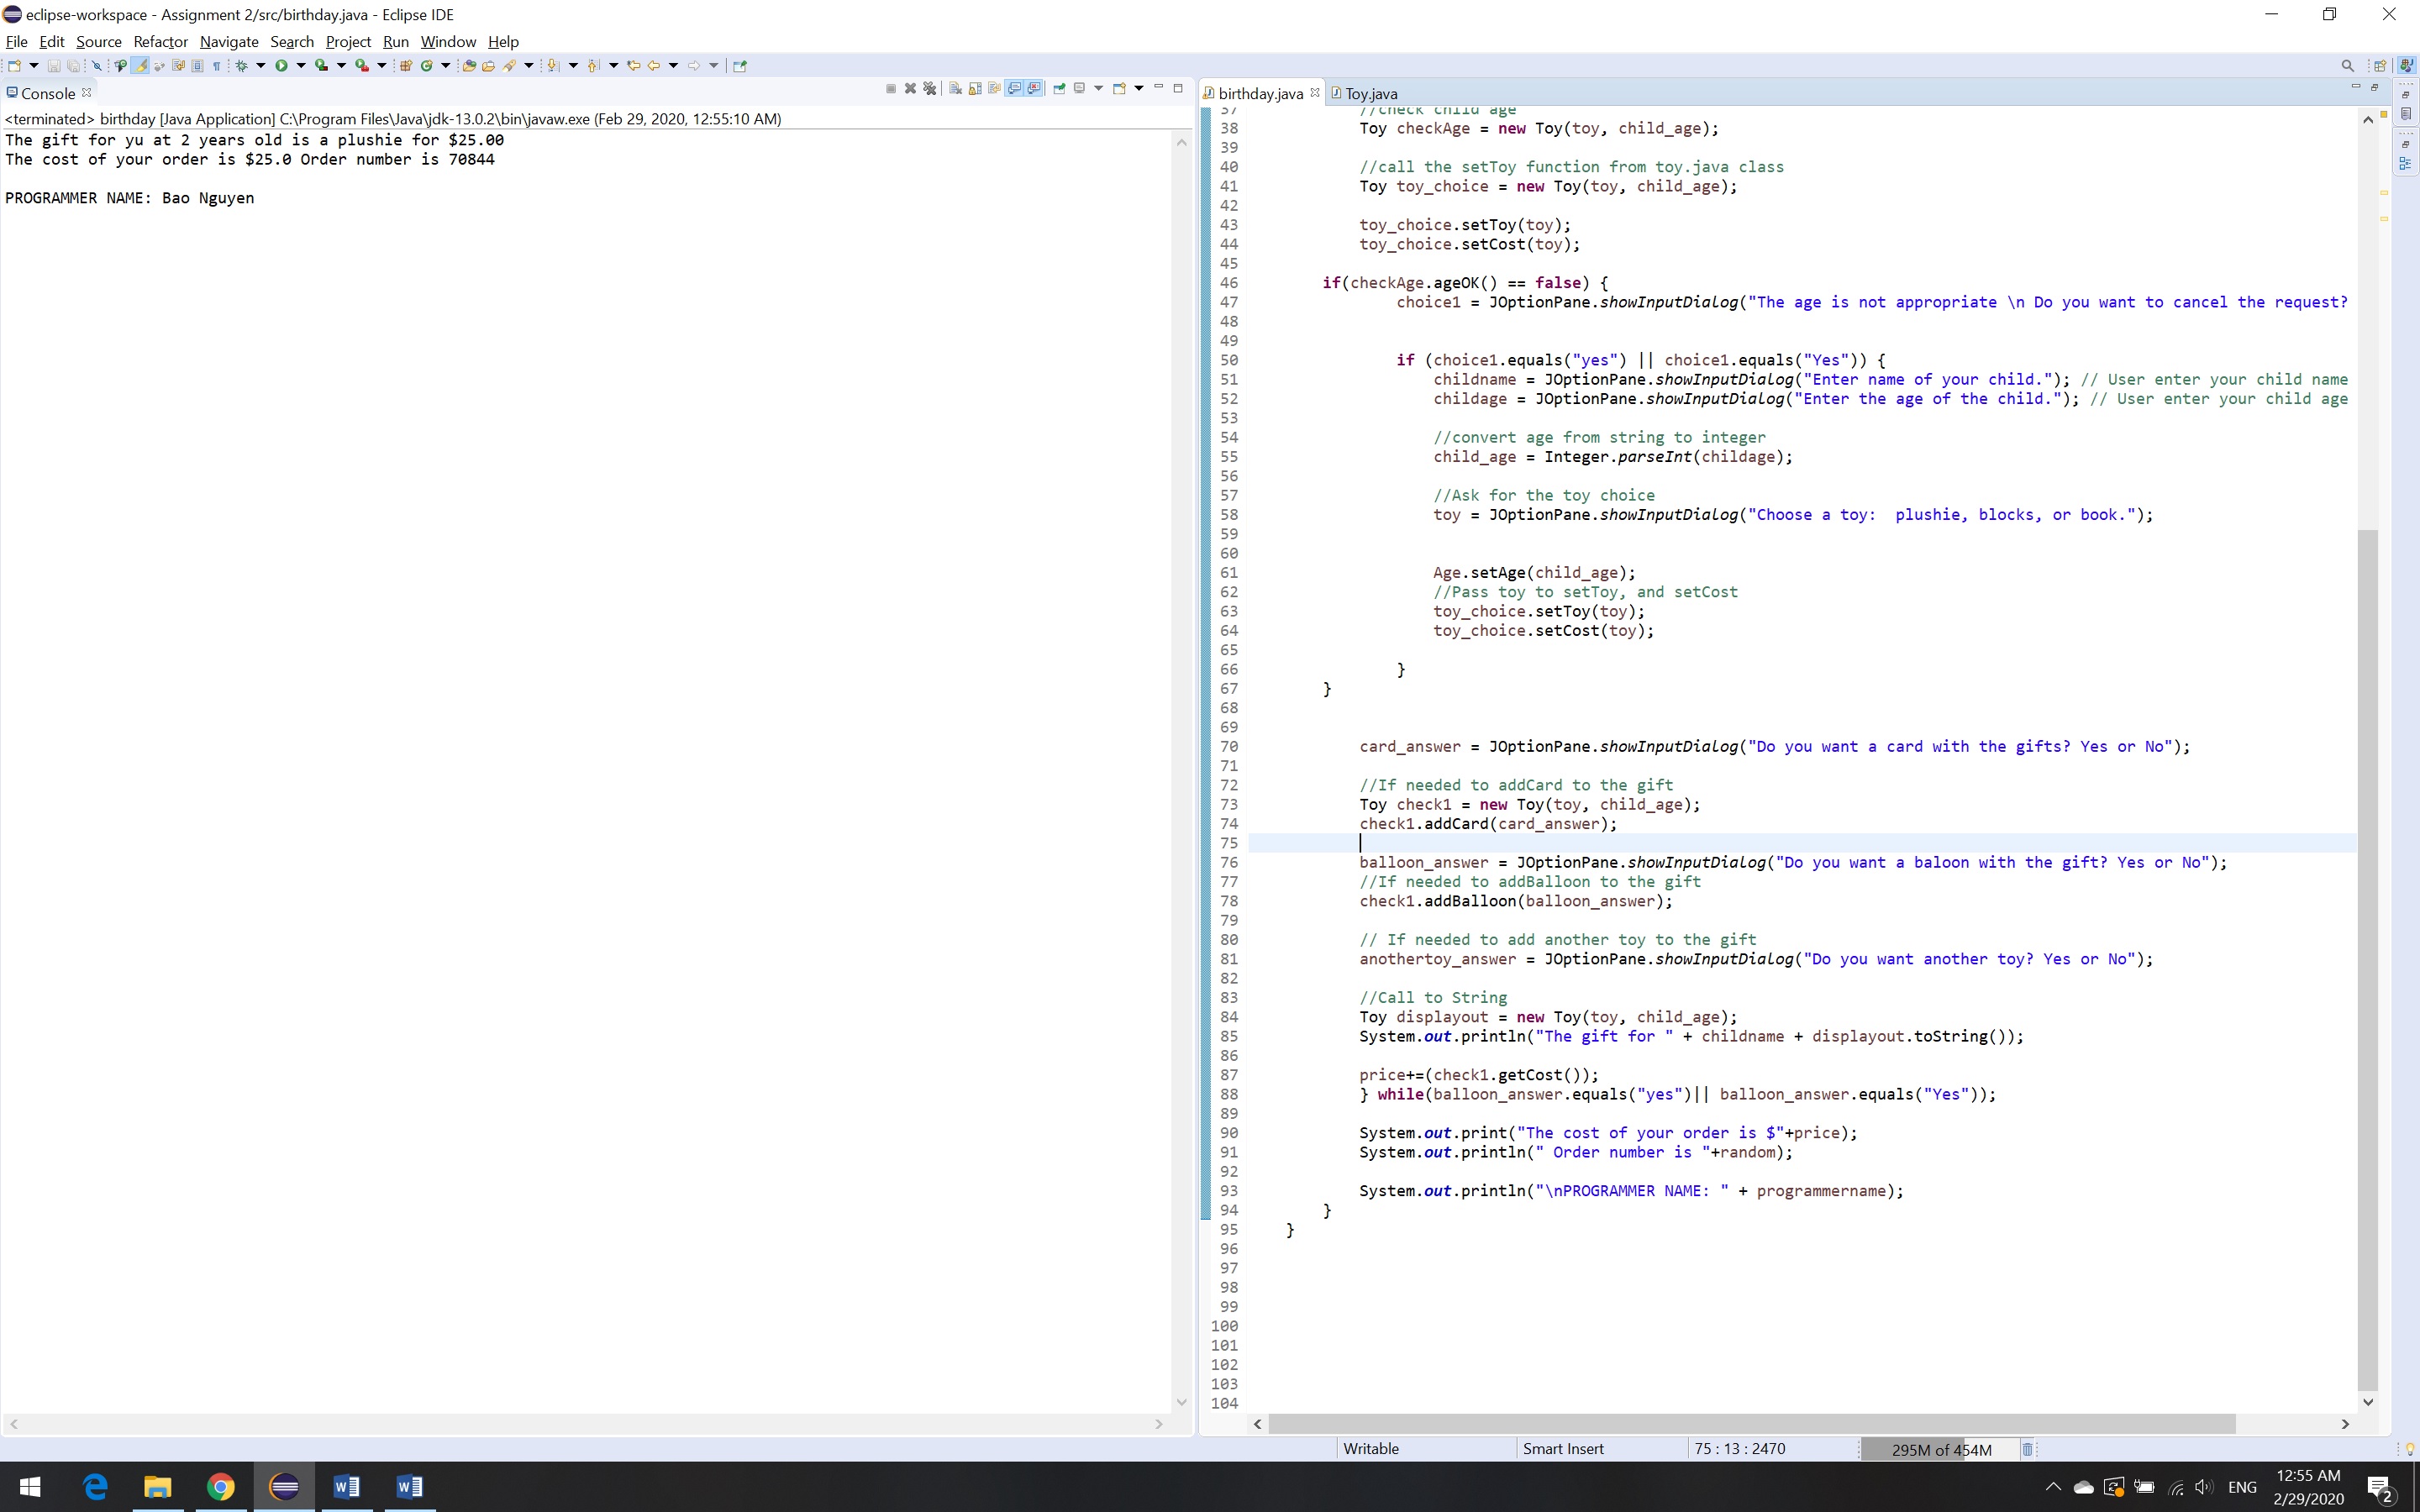 eclipse-workspace - Assignment 2/src/birthday.java - Eclipse IDE
File Edit Source Refactor Navigate Search Project Run Window Help
Console
<terminated> birthday [Java Application] C:\Program Files\Java\jdk-13.0.2\bin\javaw.exe (Feb 29, 2020, 12:55:10 AM)
The gift for yu at 2 years old is a plushie for $25.00
The cost of your order is $25.0 Order number is 70844
PROGRAMMER NAME: Bao Nguyen
birthday.java Toy.java
37 //check child age
38 Toy checkAge = new Toy(toy, child_age);
39
40 //call the setToy function from toy.java class
41 Toy toy_choice = new Toy(toy, child_age);
42
43 toy_choice.setToy(toy);
44 toy_choice.setCost(toy);
45
46 if(checkAge.ageOK() == false) {
47 choice1 = JOptionPane.showInputDialog("The age is not appropriate \n Do you want to cancel the request?
48
49
50 if (choice1.equals("yes") || choice1.equals("Yes")) {
51 childname = JOptionPane.showInputDialog("Enter name of your child."); // User enter your child name
52 childage = JOptionPane.showInputDialog("Enter the age of the child."); // User enter your child age
53
54 //convert age from string to integer
55 child_age = Integer.parseInt(childage);
56
57 //Ask for the toy choice
58 toy = JOptionPane.showInputDialog("Choose a toy:  plushie, blocks, or book.");
59
60
61 Age.setAge(child_age);
62 //Pass toy to setToy, and setCost
63 toy_choice.setToy(toy);
64 toy_choice.setCost(toy);
65
66 }
67 }
68
69
70 card_answer = JOptionPane.showInputDialog("Do you want a card with the gifts? Yes or No");
71
72 //If needed to addCard to the gift
73 Toy check1 = new Toy(toy, child_age);
74 check1.addCard(card_answer);
75
76 balloon_answer = JOptionPane.showInputDialog("Do you want a baloon with the gift? Yes or No");
77 //If needed to addBalloon to the gift
78 check1.addBalloon(balloon_answer);
79
80 // If needed to add another toy to the gift
81 anothertoy_answer = JOptionPane.showInputDialog("Do you want another toy? Yes or No");
82
83 //Call to String
84 Toy displayout = new Toy(toy, child_age);
85 System.out.println("The gift for " + childname + displayout.toString());
86
87 price+=(check1.getCost());
88 } while(balloon_answer.equals("yes")|| balloon_answer.equals("Yes"));
89
90 System.out.print("The cost of your order is $"+price);
91 System.out.println(" Order number is "+random);
92
93 System.out.println("\nPROGRAMMER NAME: " + programmername);
94 }
95 }
96
97
98
99
100
101
102
103
104
Writable Smart Insert 75 : 13 : 2470 295M of 454M
ENG 12:55 AM
2/29/2020 2